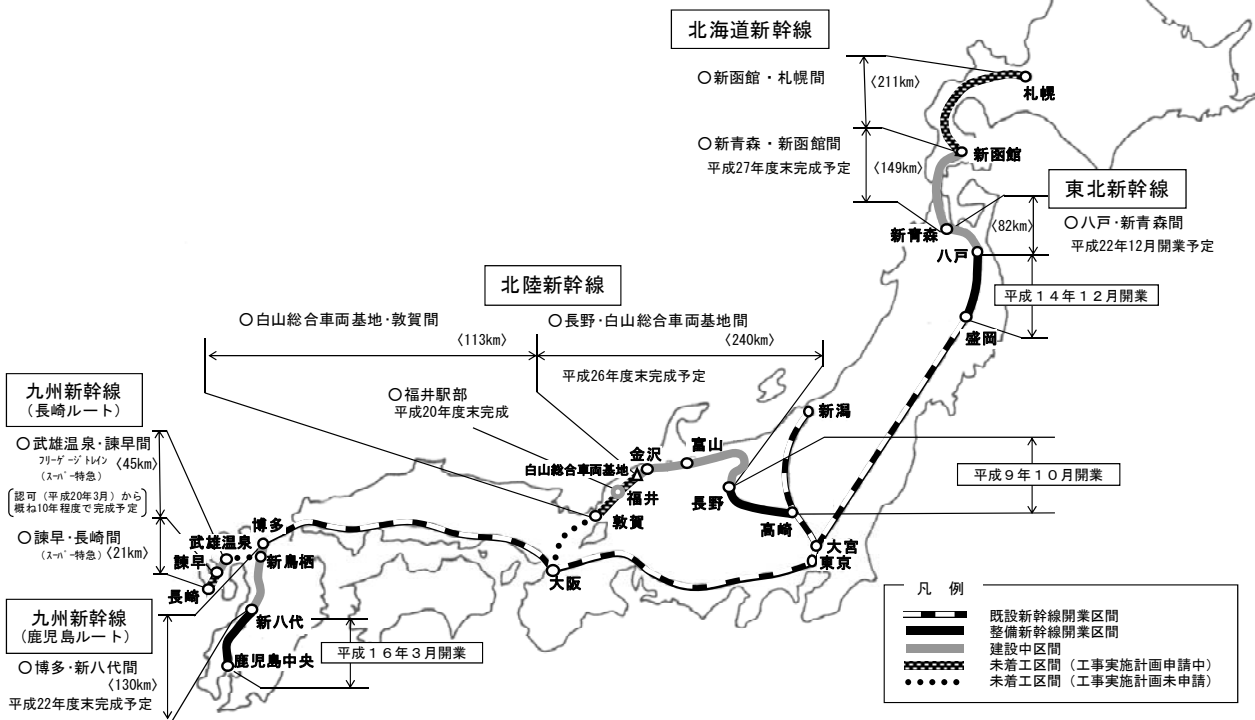 北海道新幹線
○新函館・札幌間
〈211km〉
札幌
○新青森・新函館間
平成27年度末完成予定
〈149km〉
新函館
東北新幹線
○八戸・新青森間
〈82km〉
平成22年12月開業予定
新青森
八戸
平成14年12月開業
盛岡
北陸新幹線
○白山総合車両基地・敦賀間
〈113km〉
○長野・白山総合車両基地間
〈240km〉
平成26年度末完成予定
○福井駅部
平成20年度末完成
新潟
金沢
富山
白山総合車両基地
福井
敦賀
長野
高崎
平成9年10月開業
大宮
東京
大阪
九州新幹線
（長崎ルート）
○武雄温泉・諫早間
フリーゲージトレイン
〈45km〉
（スーパー特急）
認可（平成20年3月）から
概ね10年程度で完成予定
○諫早・長崎間
（スーパー特急）
〈21km〉
博多
武雄温泉
新鳥栖
諫早
長崎
九州新幹線
（鹿児島ルート）
○博多・新八代間
〈130km〉
平成22年度末完成予定
新八代
平成16年3月開業
鹿児島中央
凡 例
既設新幹線開業区間
整備新幹線開業区間
建設中区間
未着工区間（工事実施計画申請中）
未着工区間（工事実施計画未申請）